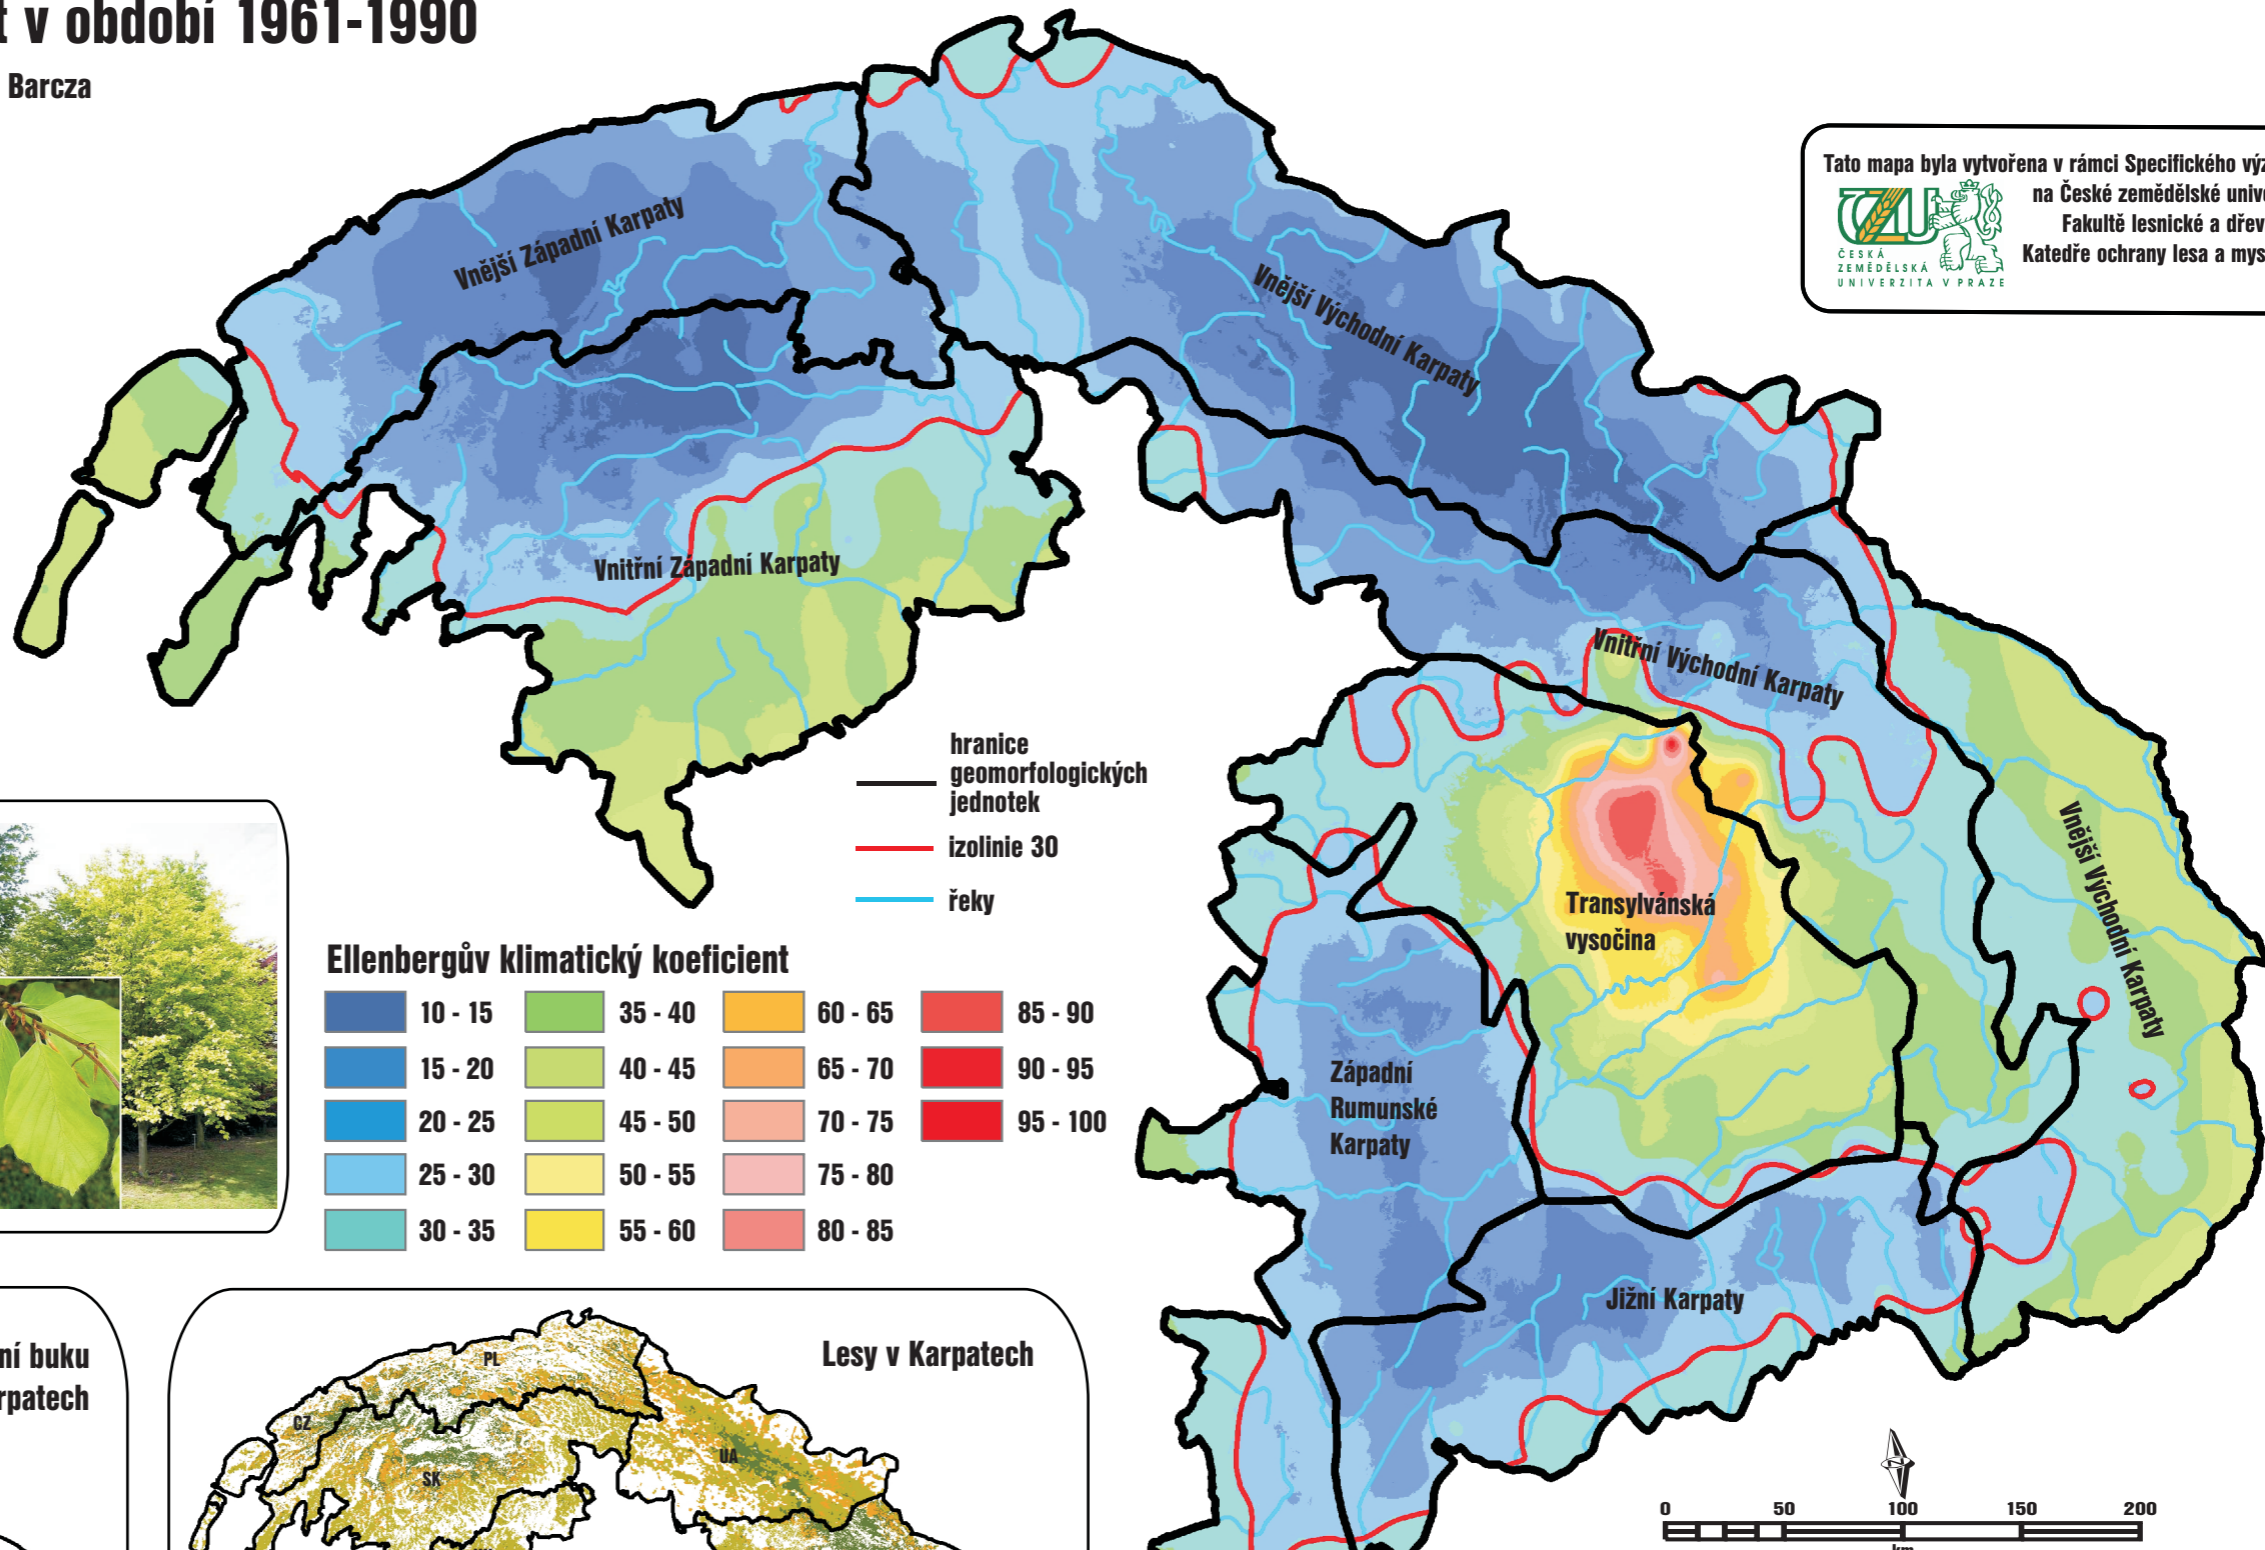 t v období 1961-1990
Barcza
Tato mapa byla vytvořena v rámci Specifického
na České zemědělské
Fakultě lesnické a
Katedře ochrany lesa a
ČZU
ČESKÁ
ZEMĚDĚLSKÁ
UNIVERZITA V PRAZE
Vnější Západní Karpaty
Vnější Východní Karpaty
Vnitřní Západní Karpaty
Vnitřní Východní Karpaty
Vnější Východní Karpaty
Transylvánská
vysočina
Západní
Rumunské
Karpaty
Jižní Karpaty
hranice
geomorfologických
jednotek
izolinie 30
řeky
Ellenbergův klimatický koeficient
10 - 15
15 - 20
20 - 25
25 - 30
30 - 35
35 - 40
40 - 45
45 - 50
50 - 55
55 - 60
60 - 65
65 - 70
70 - 75
75 - 80
80 - 85
85 - 90
90 - 95
95 - 100
ní buku
rpatech
Lesy v Karpatech
PL
CZ
SK
UA
0 50 100 150 200
km